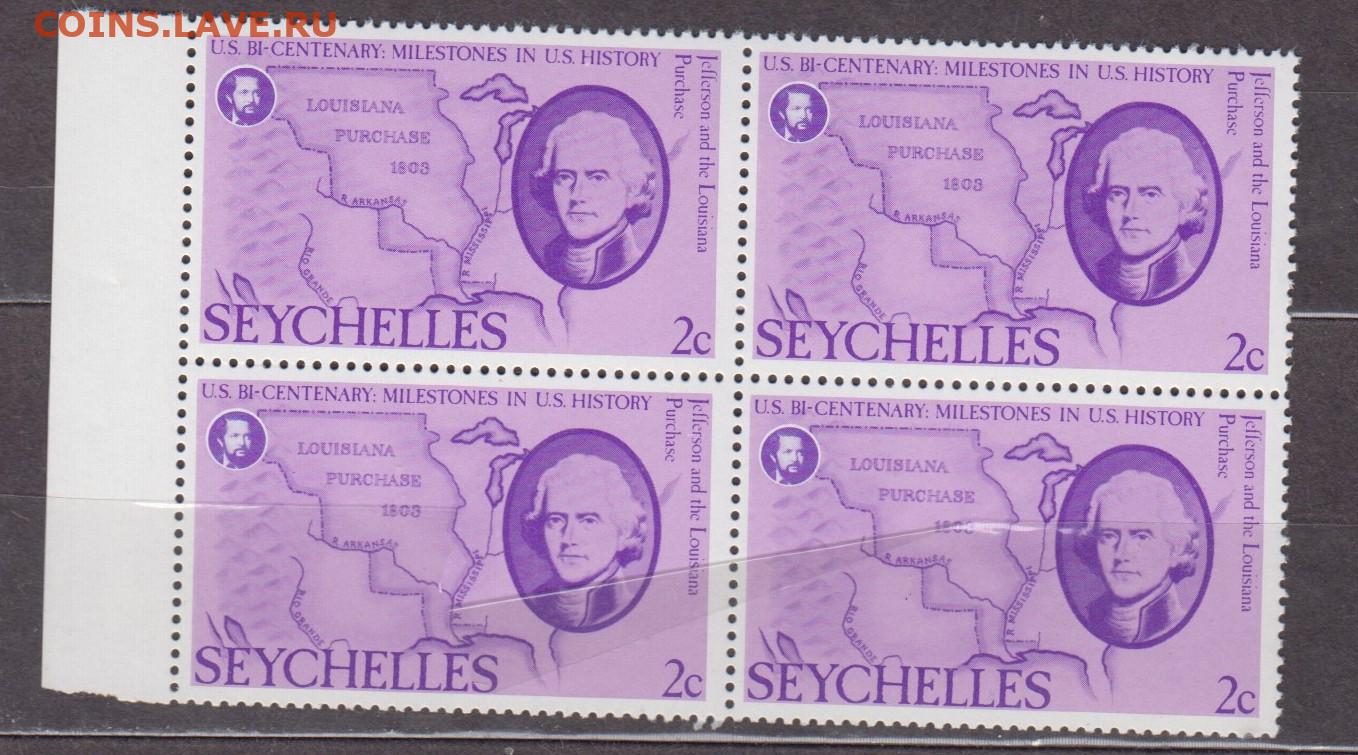 COINS.LAVE.RU
U.S. BI-CENTENARY: MILESTONES IN U.S. HISTORY
Jefferson and the Louisiana
Purchase
LOUISIANA
PURCHASE
1803
R ARKANSAS
R MISSISSIPPI
RIO GRANDE
SEYCHELLES
2c
U.S. BI-CENTENARY: MILESTONES IN U.S. HISTORY
Jefferson and the Louisiana
Purchase
LOUISIANA
PURCHASE
1803
R ARKANSAS
R MISSISSIPPI
RIO GRANDE
SEYCHELLES
2c
U.S. BI-CENTENARY: MILESTONES IN U.S. HISTORY
Jefferson and the Louisiana
Purchase
LOUISIANA
PURCHASE
1803
R ARKANSAS
R MISSISSIPPI
RIO GRANDE
SEYCHELLES
2c
U.S. BI-CENTENARY: MILESTONES IN U.S. HISTORY
Jefferson and the Louisiana
Purchase
LOUISIANA
PURCHASE
1803
R ARKANSAS
R MISSISSIPPI
RIO GRANDE
SEYCHELLES
2c